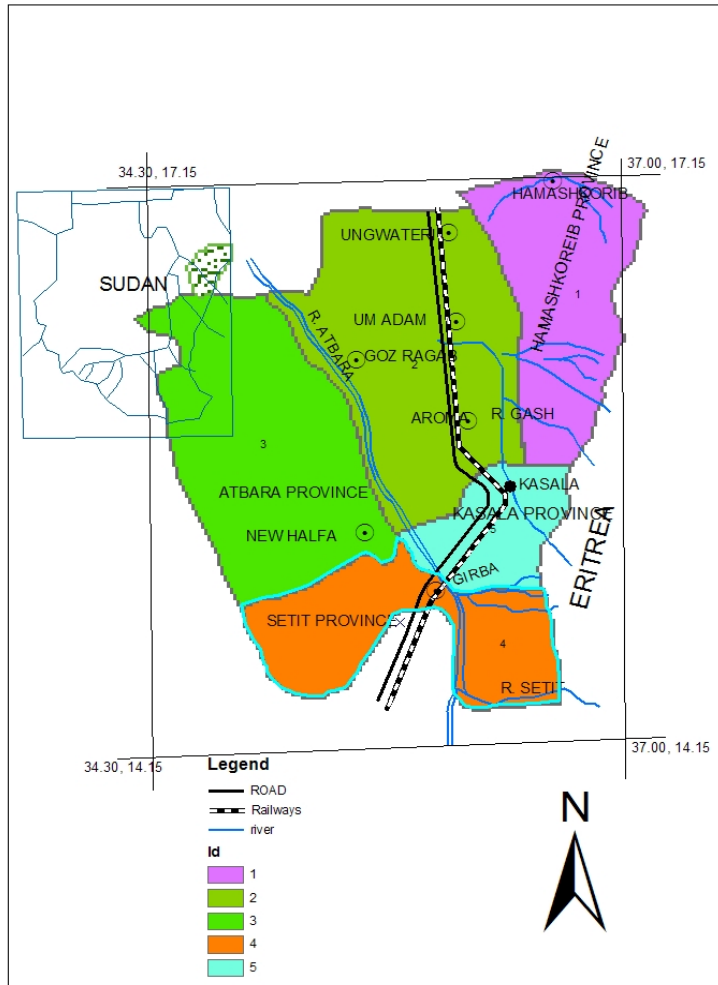 34.30, 17.15
37.00, 17.15
HAMASHKORIB
HAMASHKOREIB PROVINCE
UNGWATERI
SUDAN
1
UM ADAM
R. ATBARA
GOZ RAGAB
2
AROMA
R. GASH
3
KASALA
ATBARA PROVINCE
KASALA PROVINCE
5
NEW HALFA
ERITREA
GIRBA
SETIT PROVINCE
4
R. SETIT
34.30, 14.15
37.00, 14.15
Legend
ROAD
Railways
river
Id
1
2
3
4
5
N